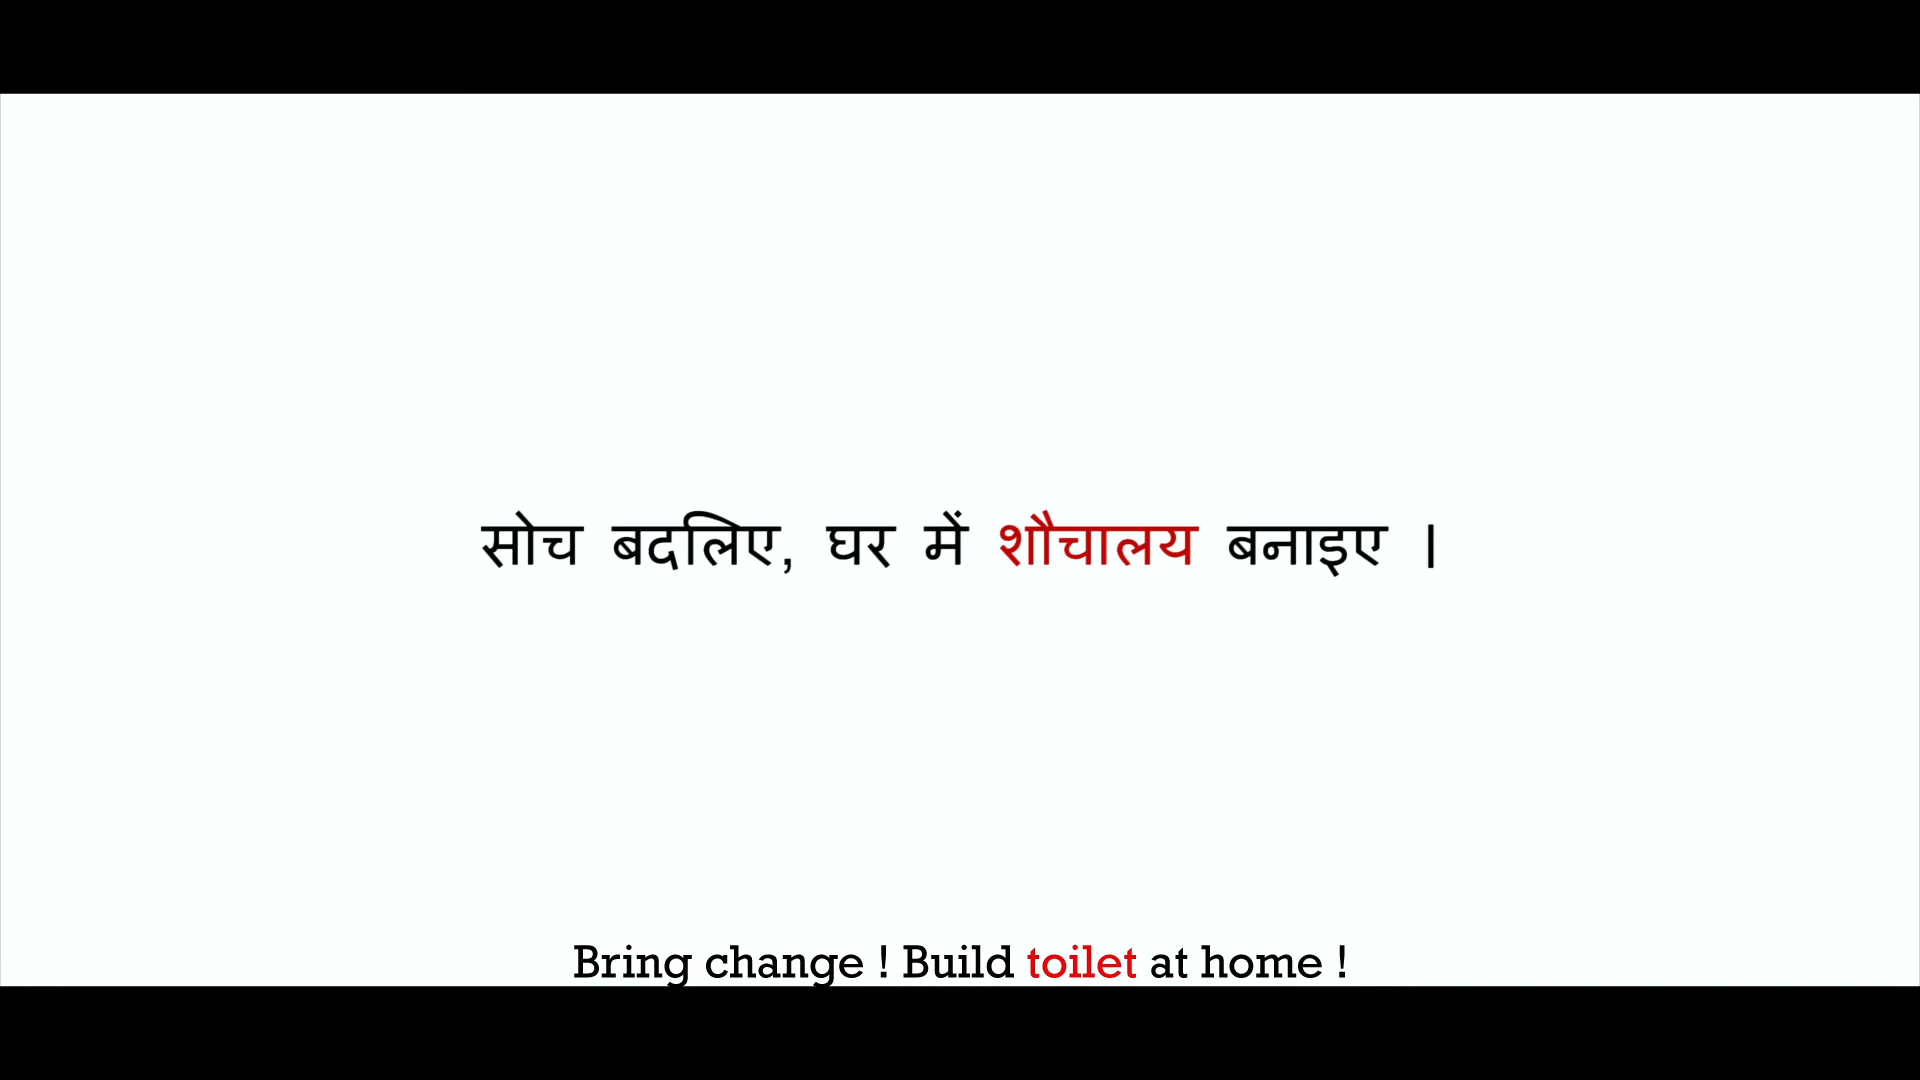 सोच बदलिए, घर में शौचालय बनाइए ।
Bring change ! Build toilet at home !